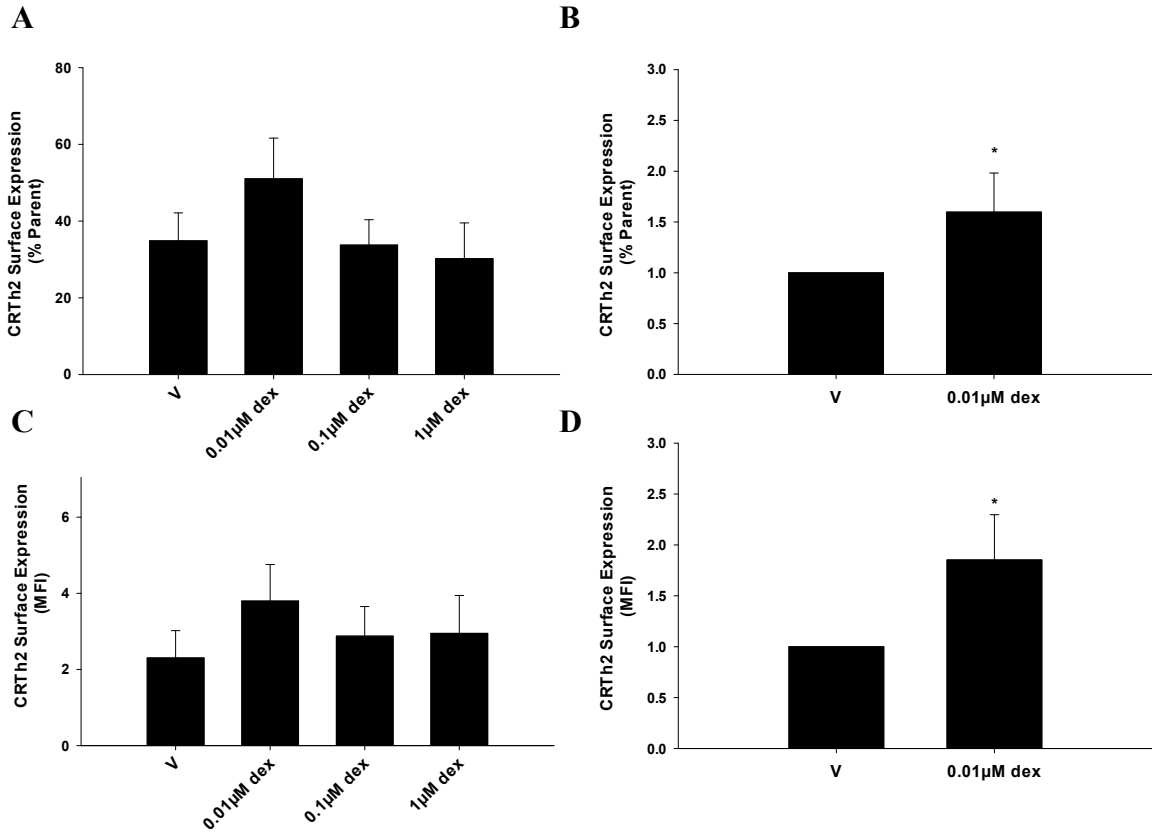 A
CRTh2 Surface Expression
(% Parent)
80
60
40
20
0
V
0.01µM dex
0.1µM dex
1µM dex
B
CRTh2 Surface Expression
(% Parent)
3.0
2.5
2.0
1.5
1.0
0.5
0.0
*
V
0.01µM dex
C
CRTh2 Surface Expression
(MFI)
6
4
2
0
V
0.01µM dex
0.1µM dex
1µM dex
D
CRTh2 Surface Expression
(MFI)
3.0
2.5
2.0
1.5
1.0
0.5
0.0
*
V
0.01µM dex